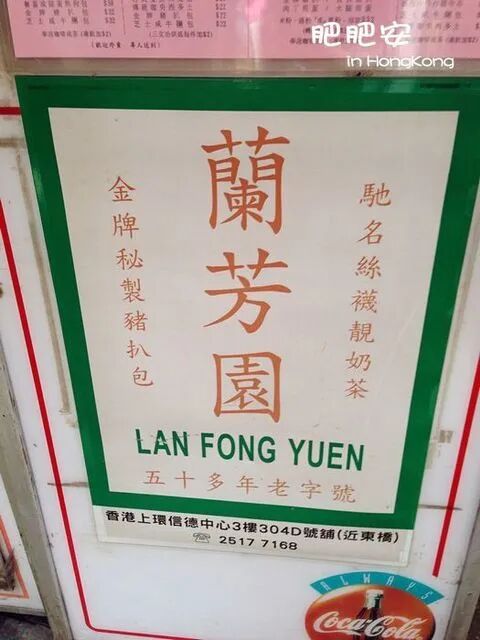 肥肥安
in HongKong
馳名絲襪靚奶茶
蘭芳園
金牌秘製豬扒包
LAN FONG YUEN
五十多年老字號
香港上環信德中心3樓304D號舖(近東橋)
☏ 2517 7168
ALWAYS
Coca-Cola